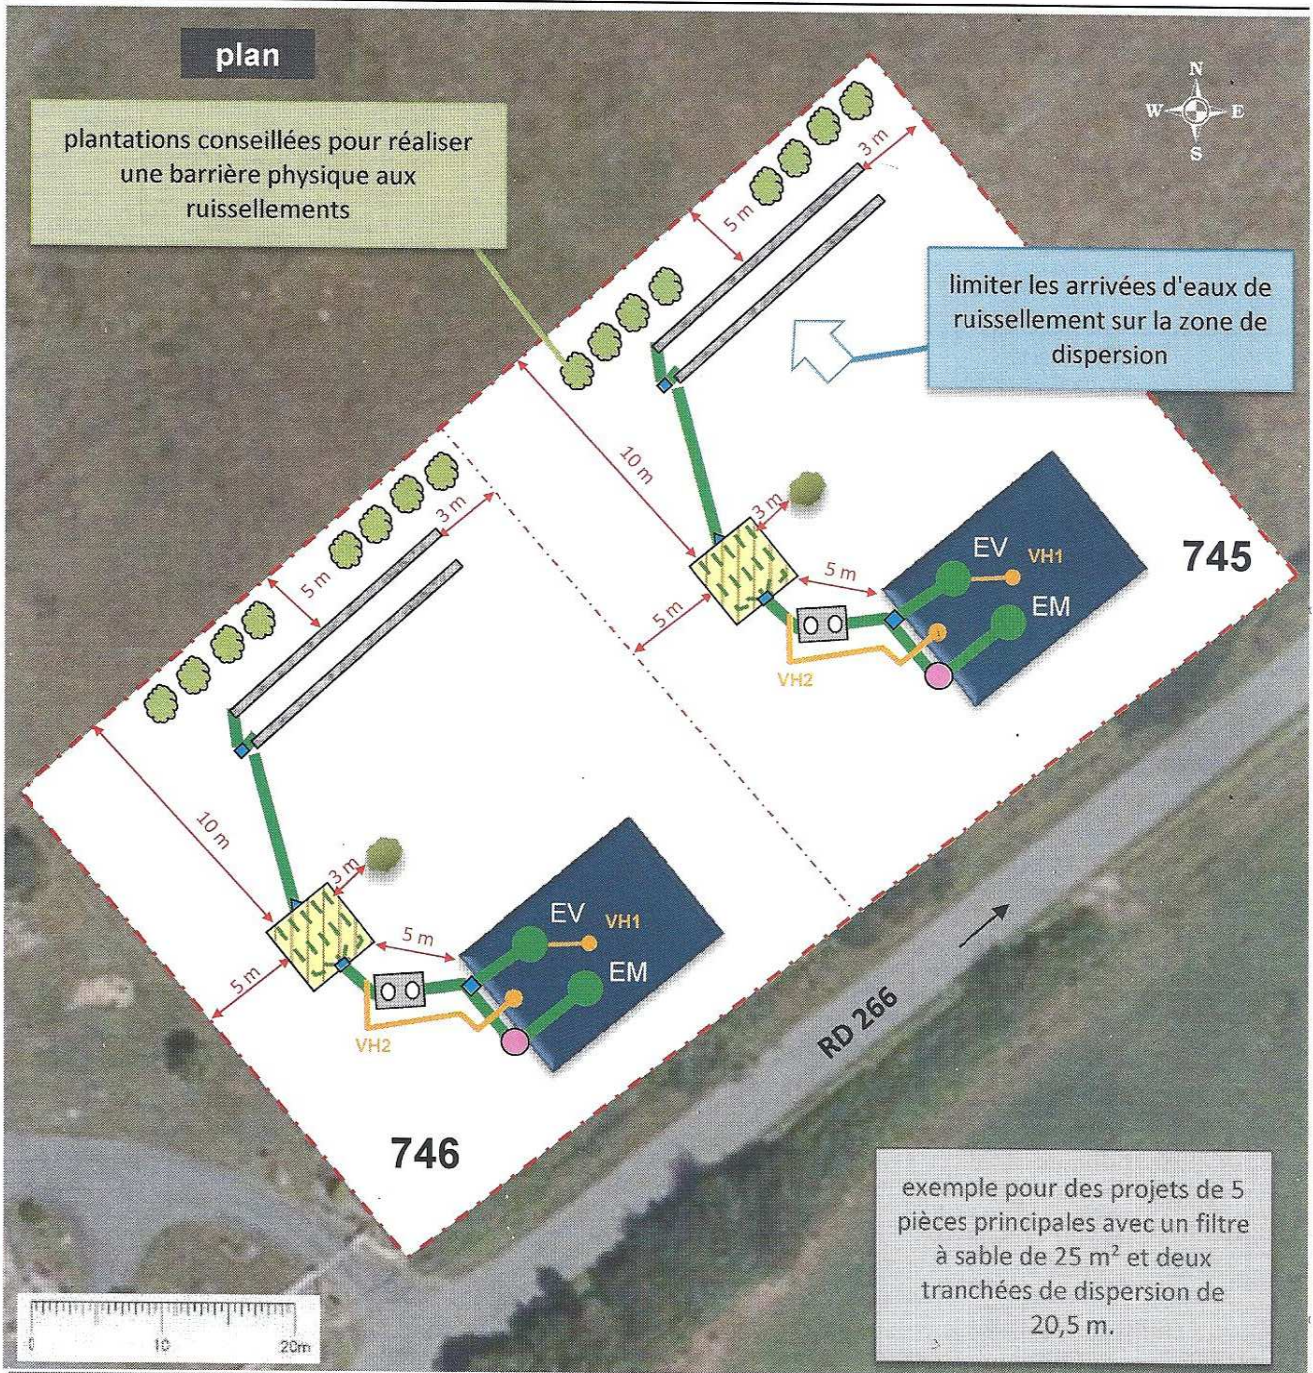 plan
N
W E
S
plantations conseillées pour réaliser
une barrière physique aux
ruissellements
3 m
5 m
limiter les arrivées d'eaux de
ruissellement sur la zone de
dispersion
10 m
3 m
5 m
5 m
EV VH1
EM
VH2
745
3 m
5 m
10 m
3 m
5 m
5 m
EV VH1
EM
VH2
746
RD 266
exemple pour des projets de 5
pièces principales avec un filtre
à sable de 25 m² et deux
tranchées de dispersion de
20,5 m.
0 10 20m